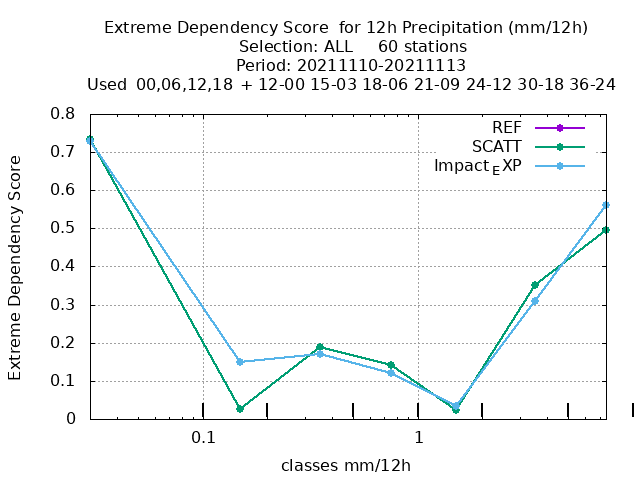 Extreme Dependency Score  for 12h Precipitation (mm/12h)
Selection: ALL     60 stations
Period: 20211110-20211113
Used  00,06,12,18  + 12-00 15-03 18-06 21-09 24-12 30-18 36-24
REF
SCATT
Impact_EXP
0.8
0.7
0.6
0.5
0.4
0.3
0.2
0.1
0
Extreme Dependency Score
0.1
1
classes mm/12h